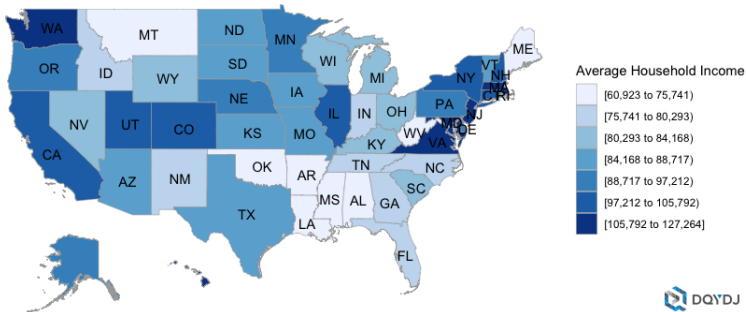 WA
MT
ND
MN
ME
OR
ID
SD
WI
MI
VT
NH
NY
MA
CT
RI
WY
IA
NE
PA
NJ
NV
UT
CO
IL
IN
OH
MD
DE
WV
VA
CA
KS
MO
KY
AZ
NM
OK
AR
TN
NC
SC
TX
LA
MS
AL
GA
FL
Average Household Income
[60,923 to 75,741)
[75,741 to 80,293)
[80,293 to 84,168)
[84,168 to 88,717)
[88,717 to 97,212)
[97,212 to 105,792)
[105,792 to 127,264]
DQYDJ